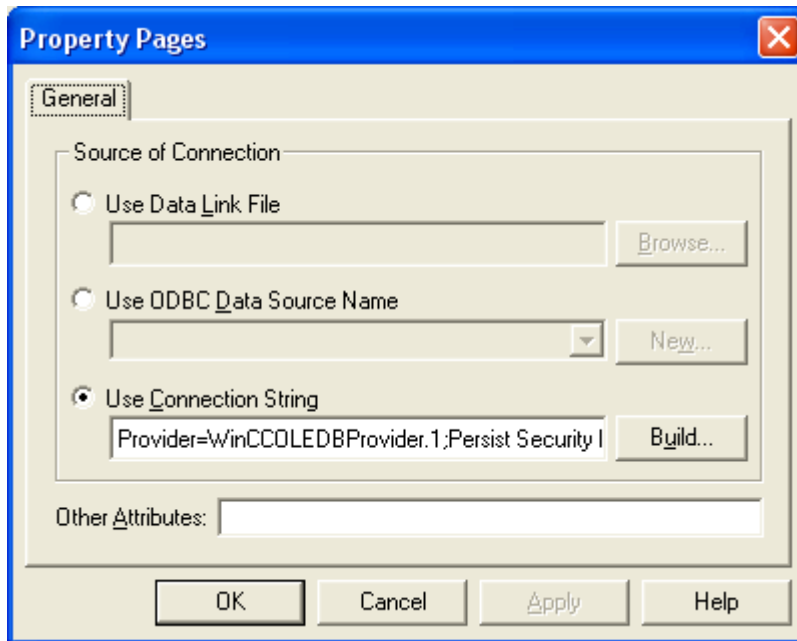 Property Pages
General
Source of Connection
Use Data Link File
Browse...
Use ODBC Data Source Name
New...
Use Connection String
Provider=WinCCOLEDBProvider.1;Persist Security I
Build...
Other Attributes:
OK Cancel Apply Help